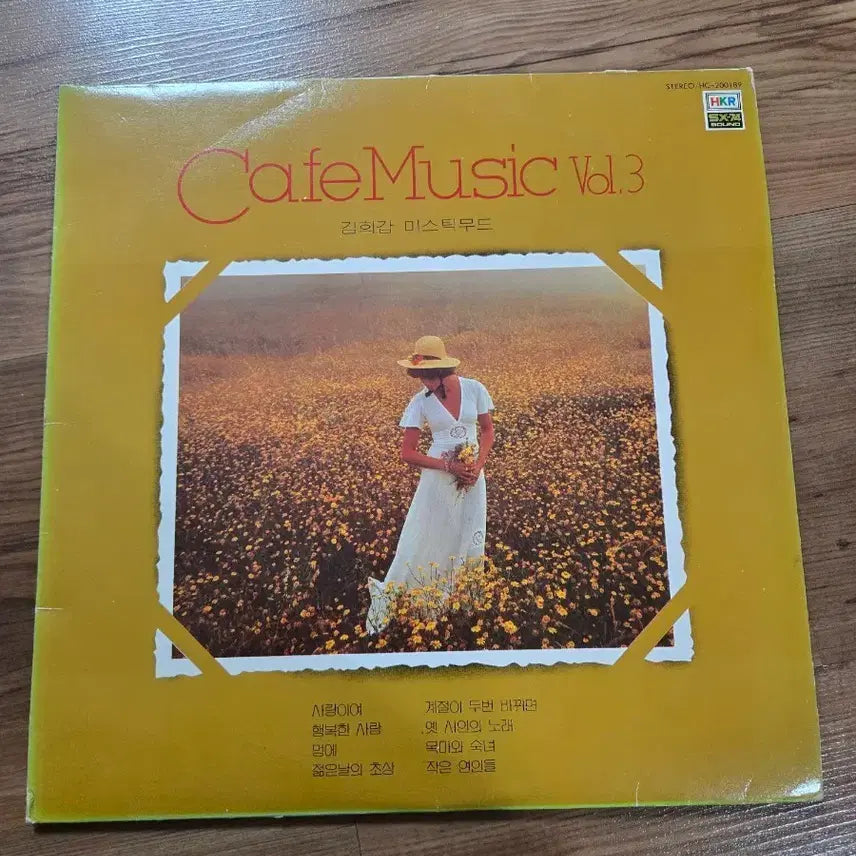 STEREO/HC-200189
HKR
SX-74
SOUND
Cafe Music Vol.3
김희갑 미스틱무드
사랑이여 계절이 두번 바뀌면
행복한 사람 옛 시인의 노래
멍에 목마와 숙녀
젊은날의 초상 작은 연인들